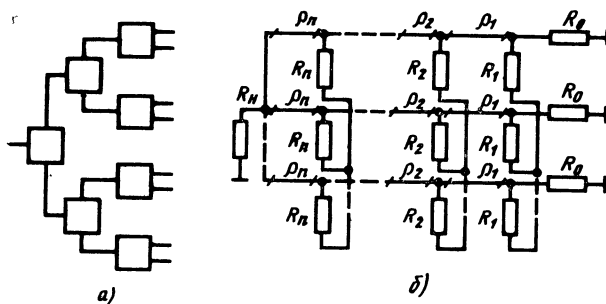 ρп ρ2 ρ1 R0
Rп R2 R1
Rн ρп ρ2 ρ1 R0
Rп R2 R1
ρп ρ2 ρ1 R0
Rп R2 R1
а) б)